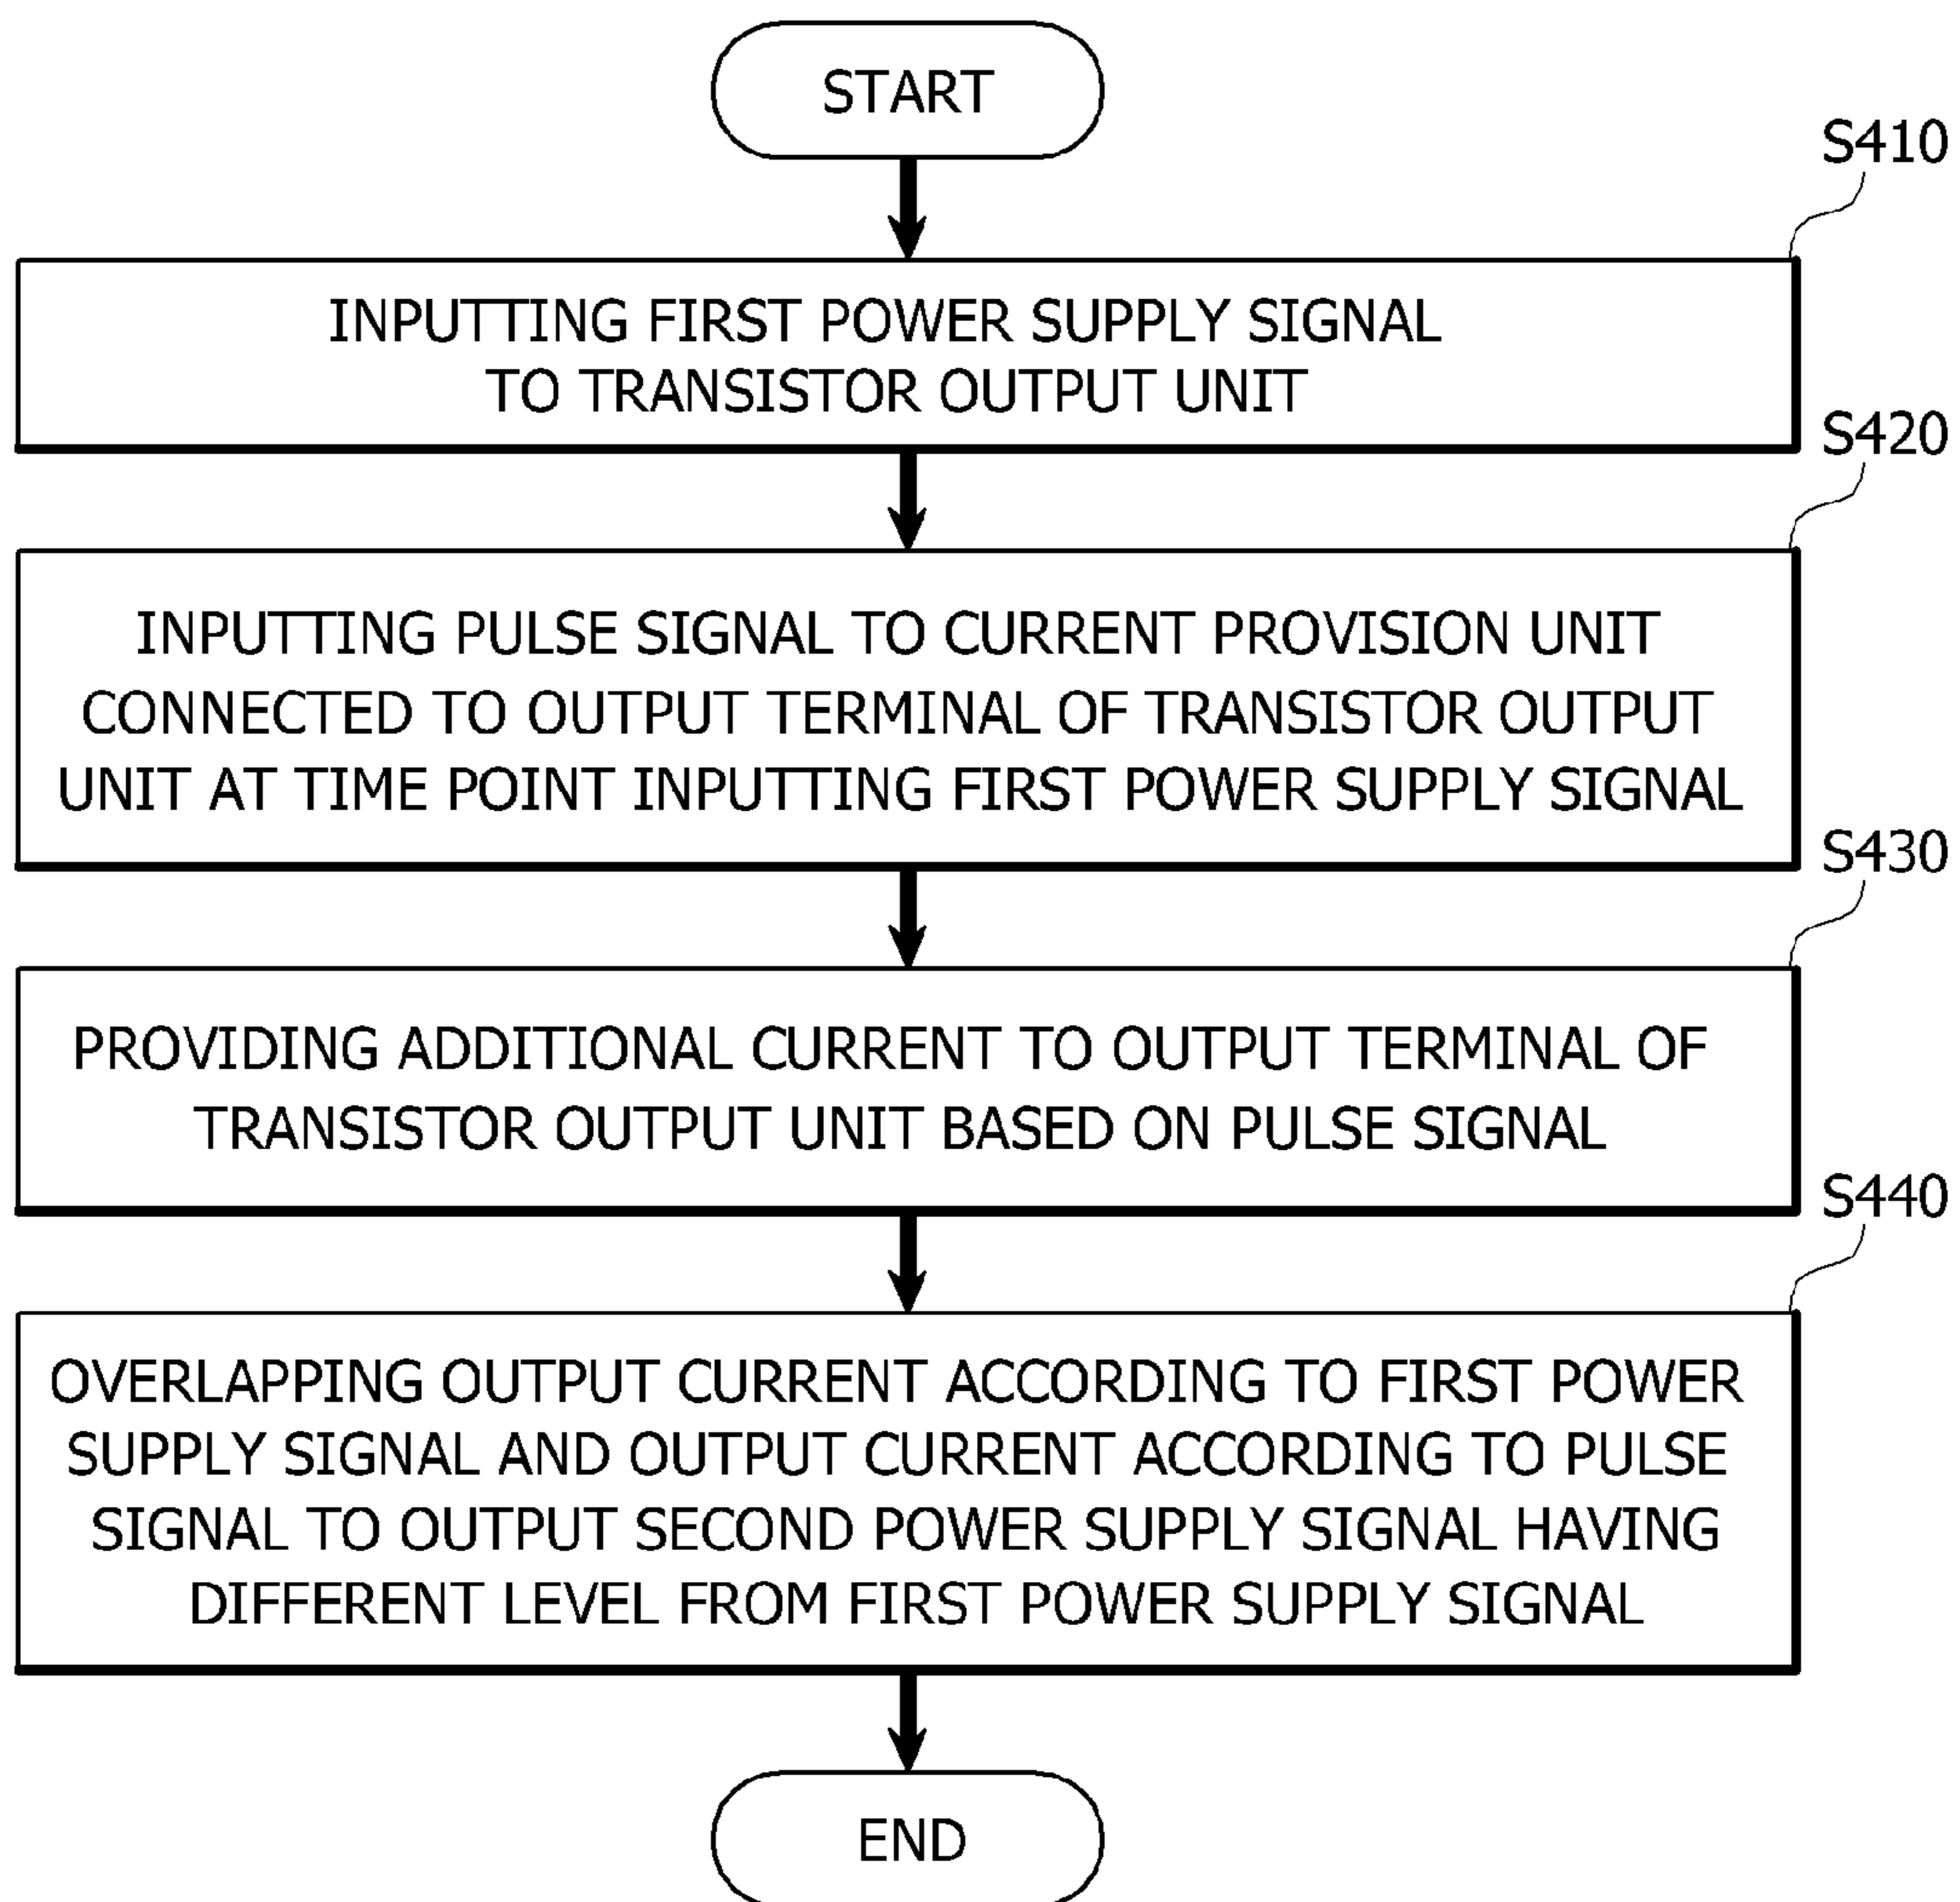 START
S410
INPUTTING FIRST POWER SUPPLY SIGNAL
TO TRANSISTOR OUTPUT UNIT
S420
INPUTTING PULSE SIGNAL TO CURRENT PROVISION UNIT
CONNECTED TO OUTPUT TERMINAL OF TRANSISTOR OUTPUT
UNIT AT TIME POINT INPUTTING FIRST POWER SUPPLY SIGNAL
S430
PROVIDING ADDITIONAL CURRENT TO OUTPUT TERMINAL OF
TRANSISTOR OUTPUT UNIT BASED ON PULSE SIGNAL
S440
OVERLAPPING OUTPUT CURRENT ACCORDING TO FIRST POWER
SUPPLY SIGNAL AND OUTPUT CURRENT ACCORDING TO PULSE
SIGNAL TO OUTPUT SECOND POWER SUPPLY SIGNAL HAVING
DIFFERENT LEVEL FROM FIRST POWER SUPPLY SIGNAL
END